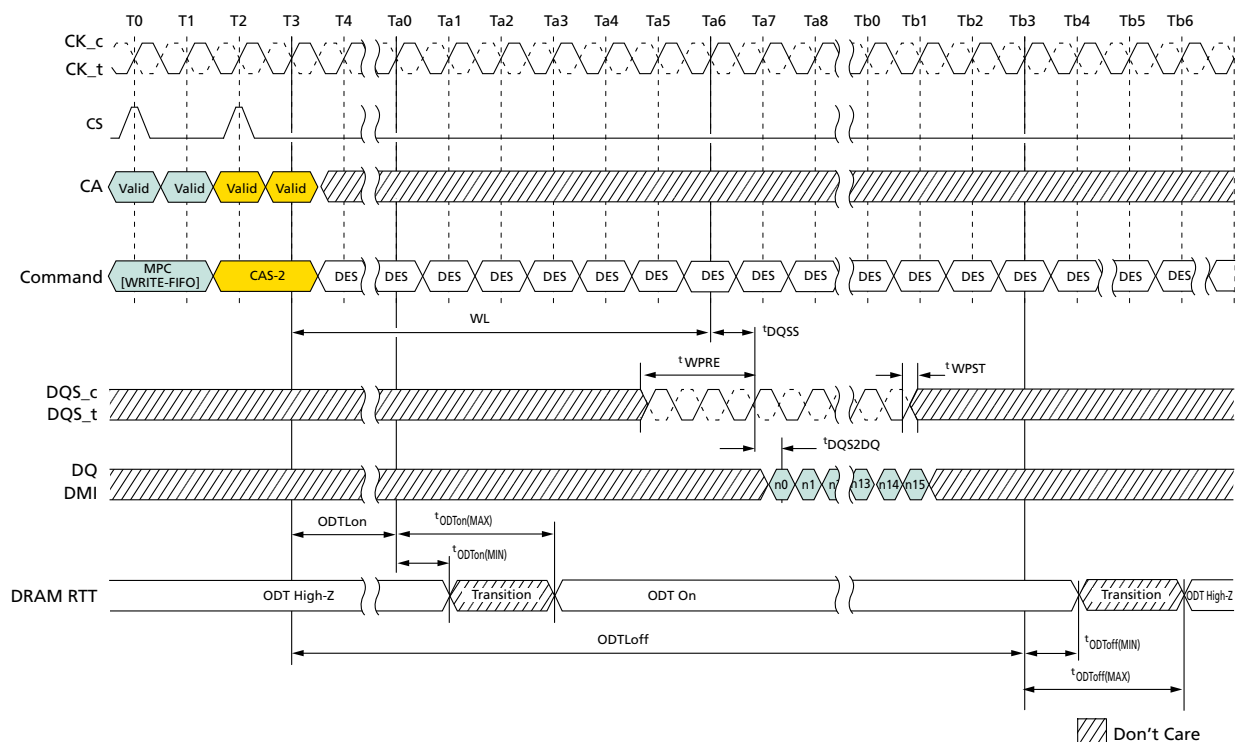 T0 T1 T2 T3 T4 Ta0 Ta1 Ta2 Ta3 Ta4 Ta5 Ta6 Ta7 Ta8 Tb0 Tb1 Tb2 Tb3 Tb4 Tb5 Tb6
CK_c
CK_t
CS
CA Valid Valid Valid Valid
Command MPC [WRITE-FIFO] CAS-2 DES DES DES DES DES DES DES DES DES DES DES DES DES DES DES DES DES
WL
tDQSS
tWPRE
tWPST
DQS_c
DQS_t
tDQS2DQ
DQ
DMI
n0 n1 n13 n14 n15
ODTLon
tODTon(MAX)
tODTon(MIN)
DRAM RTT ODT High-Z Transition ODT On Transition ODT High-Z
ODTLoff
tODToff(MIN)
tODToff(MAX)
Don't Care